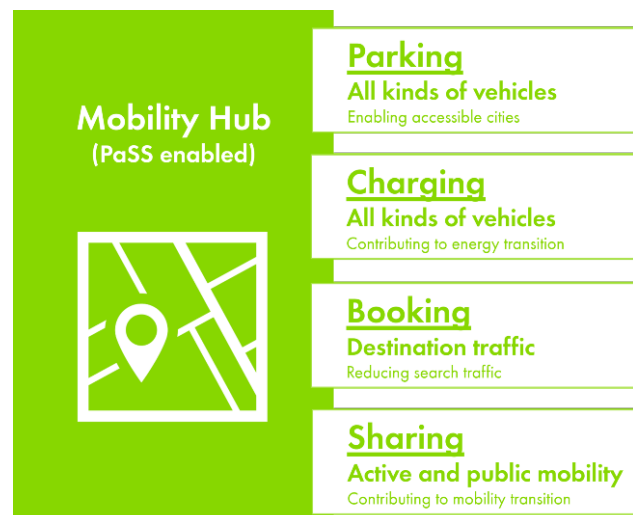 Mobility Hub
(PaSS enabled)
Parking
All kinds of vehicles
Enabling accessible cities
Charging
All kinds of vehicles
Contributing to energy transition
Booking
Destination traffic
Reducing search traffic
Sharing
Active and public mobility
Contributing to mobility transition